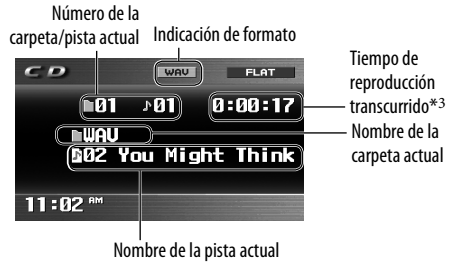 Número de la
carpeta/pista actual
Indicación de formato
CD
WAV
FLAT
01 ♪01 0:00:17
WAV
♪02 You Might Think
11:02 AM
Tiempo de
reproducción
transcurrido*3
Nombre de la
carpeta actual
Nombre de la pista actual